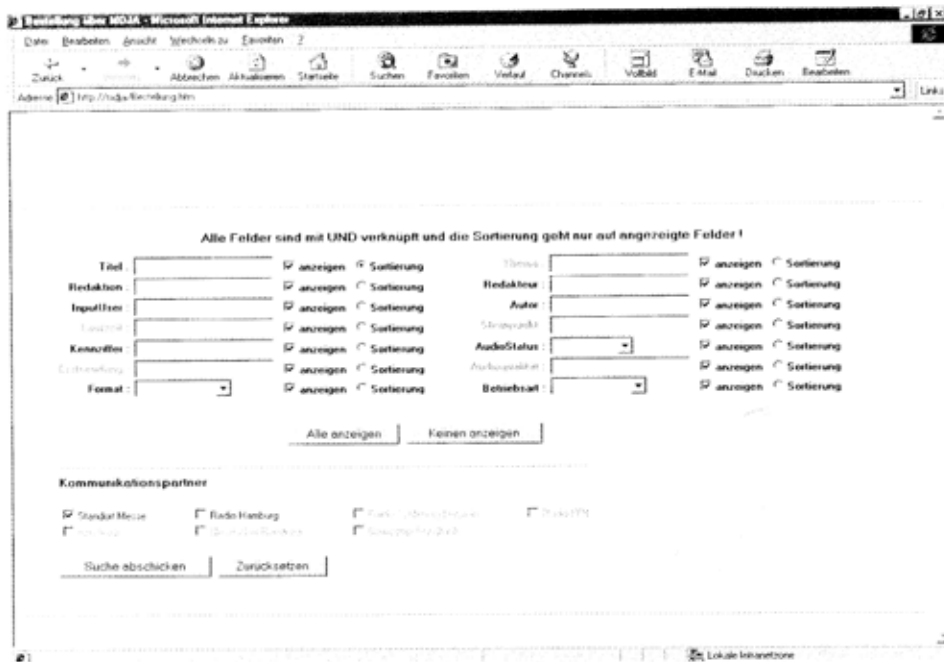 Bestellung über MOJA - Microsoft Internet Explorer
Datei Bearbeiten Ansicht Wechseln zu Favoriten ?
Zurück Abbrechen Aktualisieren Startseite Suchen Favoriten Verlauf Channels Vollbild E-Mail Drucken Bearbeiten
Adresse Links
Alle Felder sind mit UND verknüpft und die Sortierung geht nur auf angezeigte Felder !
Titel : anzeigen Sortierung Thema : anzeigen Sortierung
Redaktion : anzeigen Sortierung Redakteur : anzeigen Sortierung
InputUser : anzeigen Sortierung Autor : anzeigen Sortierung
anzeigen Sortierung anzeigen Sortierung
Kennziffer : anzeigen Sortierung AudioStatus : anzeigen Sortierung
anzeigen Sortierung Audioqualität : anzeigen Sortierung
Format : anzeigen Sortierung Betriebsart : anzeigen Sortierung
Alle anzeigen Keinen anzeigen
Kommunikationspartner
Standort Messe Radio Hamburg
Suche abschicken Zurücksetzen
Lokale Intranetzone